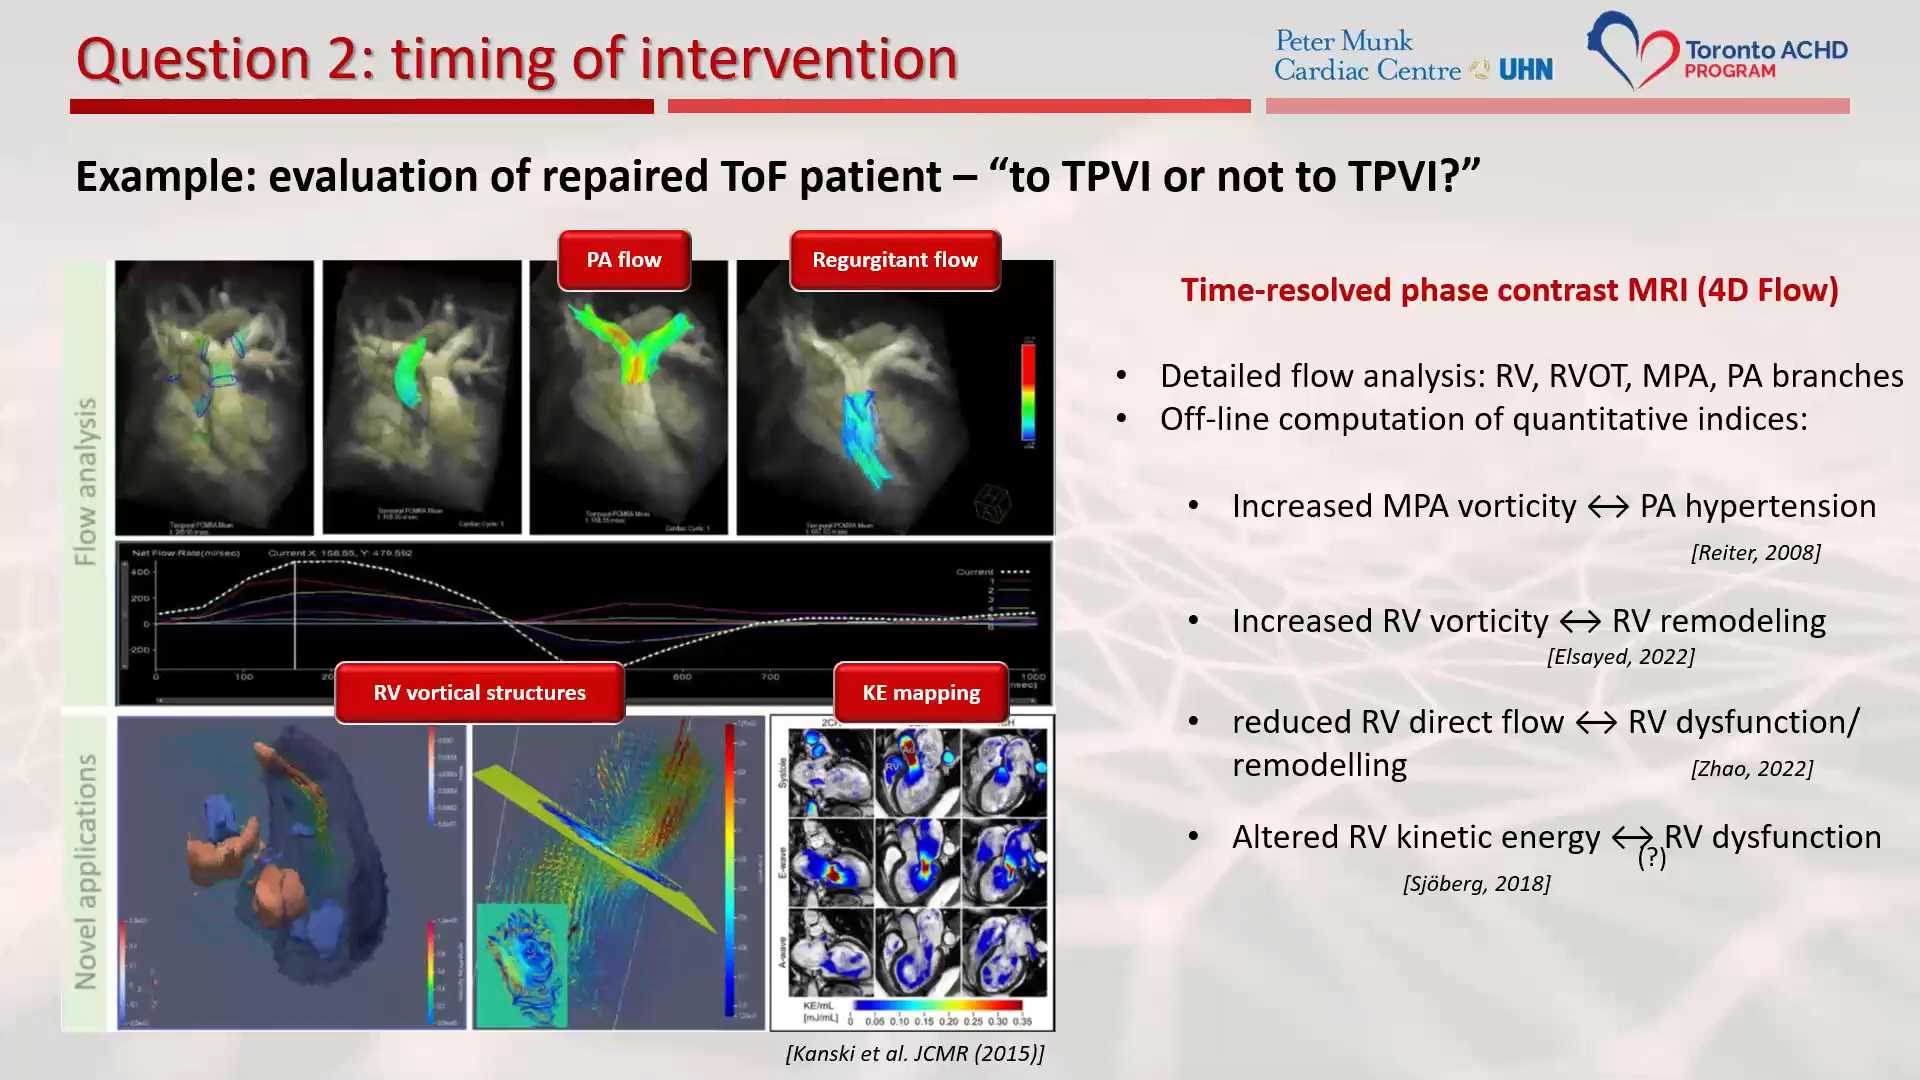 Question 2: timing of intervention
Peter Munk
Cardiac Centre UHN
Toronto ACHD
PROGRAM
Example: evaluation of repaired ToF patient – “to TPVI or not to TPVI?”
PA flow
Regurgitant flow
Flow analysis
Net Flow Rate(ml/sec) Current X: 158.55, Y: 479.592
Current
400
200
0
-200
0 100 600 700 1000
RV vortical structures
KE mapping
Novel applications
Systole
E-wave
A-wave
KE/mL
[mJ/mL]
0 0.05 0.10 0.15 0.20 0.25 0.30 0.35
[Kanski et al. JCMR (2015)]
Time-resolved phase contrast MRI (4D Flow)
• Detailed flow analysis: RV, RVOT, MPA, PA branches
• Off-line computation of quantitative indices:
• Increased MPA vorticity ↔ PA hypertension
[Reiter, 2008]
• Increased RV vorticity ↔ RV remodeling
[Elsayed, 2022]
• reduced RV direct flow ↔ RV dysfunction/
remodelling
[Zhao, 2022]
• Altered RV kinetic energy ↔ RV dysfunction
(?)
[Sjöberg, 2018]